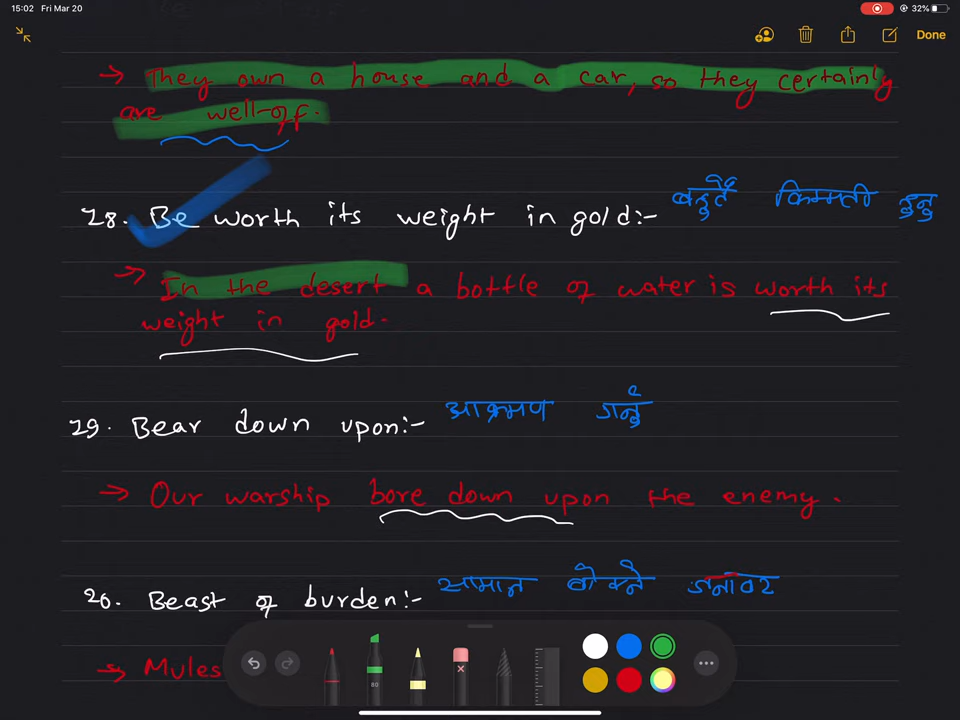 15:02 Fri Mar 20
32%
Done
→ They own a house and a car, so they certainly
are well-off.
28. Be worth its weight in gold:- बहुत किम्मती हुनु
→ In the desert a bottle of water is worth its
weight in gold.
29. Bear down upon:- आक्रमण गर्नु
→ Our warship bore down upon the enemy.
20. Beast of burden:- सामान बोक्ने जनावर
→ Mules
80